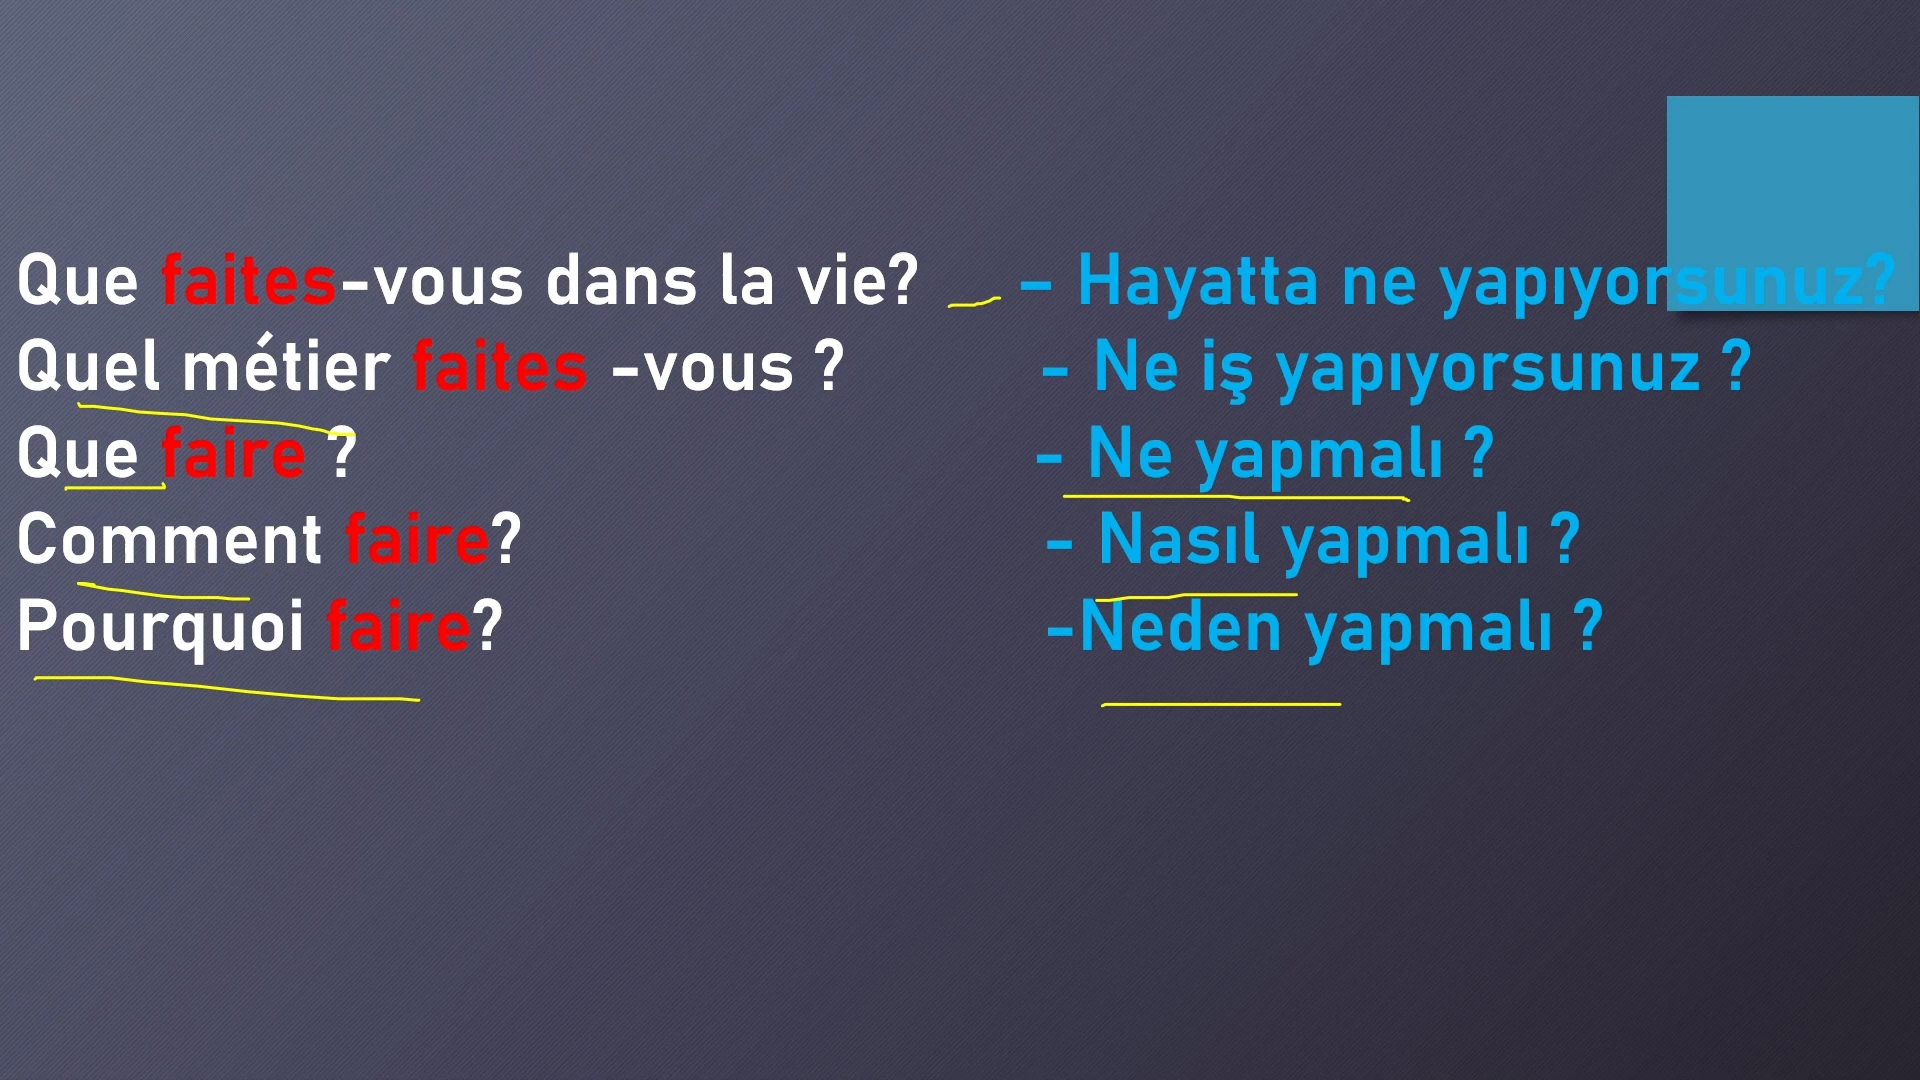 Que faites-vous dans la vie? – Hayatta ne yapıyorsunuz?
Quel métier faites -vous ? - Ne iş yapıyorsunuz ?
Que faire ? - Ne yapmalı ?
Comment faire? - Nasıl yapmalı ?
Pourquoi faire? -Neden yapmalı ?